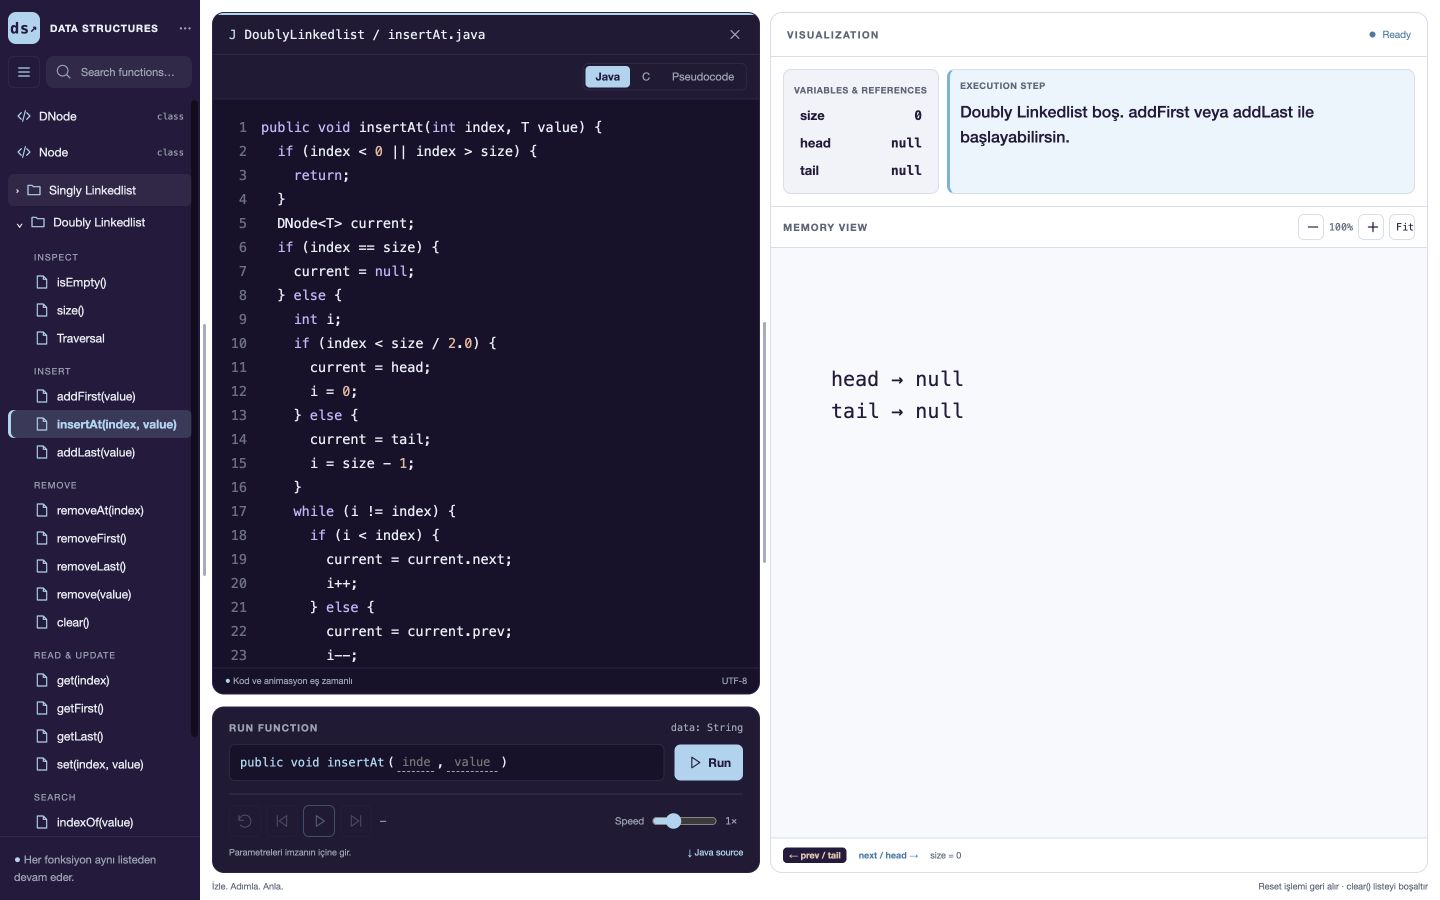 ds↗ DATA STRUCTURES ...
Search functions...
DNode class
Node class
Singly Linkedlist
Doubly Linkedlist
INSPECT
isEmpty()
size()
Traversal
INSERT
addFirst(value)
insertAt(index, value)
addLast(value)
REMOVE
removeAt(index)
removeFirst()
removeLast()
remove(value)
clear()
READ & UPDATE
get(index)
getFirst()
getLast()
set(index, value)
SEARCH
indexOf(value)
Her fonksiyon aynı listeden
devam eder.
J DoublyLinkedlist / insertAt.java
Java C Pseudocode
1 public void insertAt(int index, T value) {
2 if (index < 0 || index > size) {
3 return;
4 }
5 DNode<T> current;
6 if (index == size) {
7 current = null;
8 } else {
9 int i;
10 if (index < size / 2.0) {
11 current = head;
12 i = 0;
13 } else {
14 current = tail;
15 i = size - 1;
16 }
17 while (i != index) {
18 if (i < index) {
19 current = current.next;
20 i++;
21 } else {
22 current = current.prev;
23 i--;
Kod ve animasyon eş zamanlı UTF-8
RUN FUNCTION data: String
public void insertAt( inde , value )
Run
– Speed 1×
Parametreleri imzanın içine gir. ↓ Java source
İzle. Adımla. Anla.
VISUALIZATION Ready
VARIABLES & REFERENCES
size 0
head null
tail null
EXECUTION STEP
Doubly Linkedlist boş. addFirst veya addLast ile
başlayabilirsin.
MEMORY VIEW − 100% + Fit
head → null
tail → null
← prev / tail next / head → size = 0
Reset işlemi geri alır · clear() listeyi boşaltır